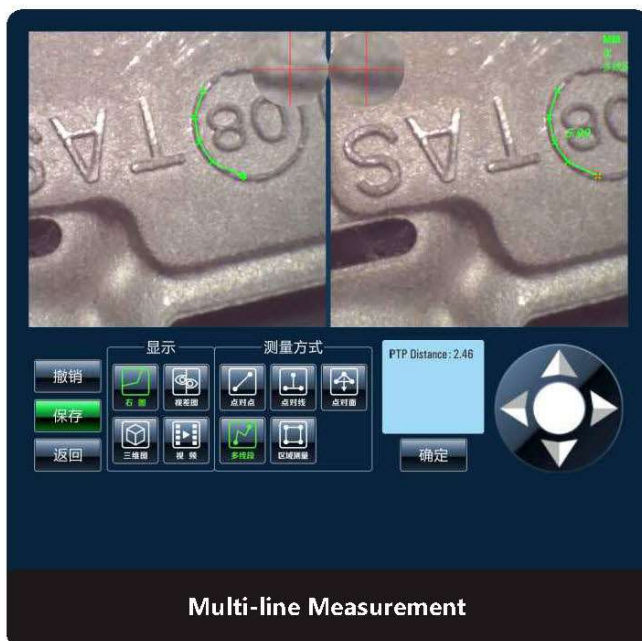 显示
测量方式
撤销
保存
返回
石图
视差图
点对点
点对线
点对面
三维图
视频
多线段
区域测量
PTP Distance: 2.46
确定
Multi-line Measurement